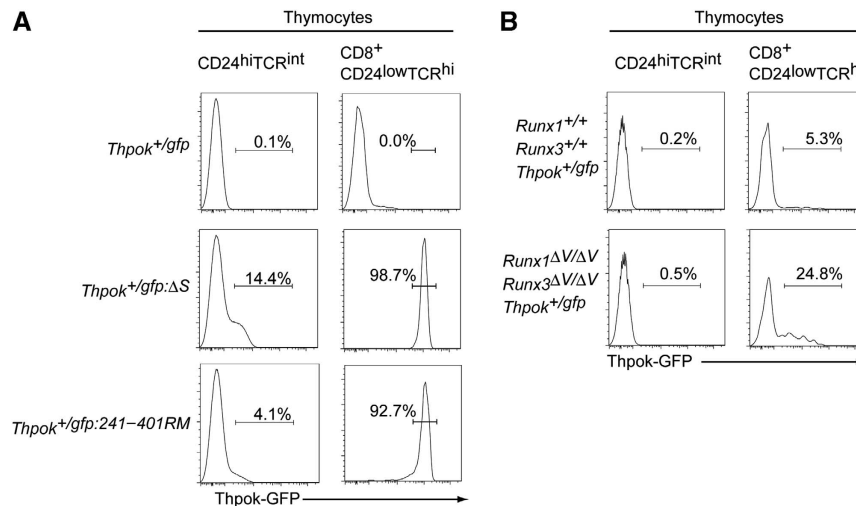 A
Thymocytes
CD24hiTCRint
CD8+
CD24lowTCRhi
Thpok+/gfp
0.1%
0.0%
Thpok+/gfp:ΔS
14.4%
98.7%
Thpok+/gfp:241–401RM
4.1%
92.7%
Thpok-GFP
B
Thymocytes
CD24hiTCRint
CD8+
CD24lowTCRh
Runx1+/+
Runx3+/+
Thpok+/gfp
0.2%
5.3%
Runx1ΔV/ΔV
Runx3ΔV/ΔV
Thpok+/gfp
0.5%
24.8%
Thpok-GFP